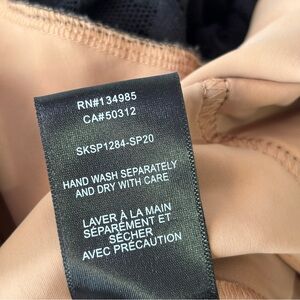 RN#134985
CA#50312
SKSP1284-SP20
HAND WASH SEPARATELY
AND DRY WITH CARE
LAVER À LA MAIN
SÉPARÉMENT ET
SÉCHER
AVEC PRÉCAUTION